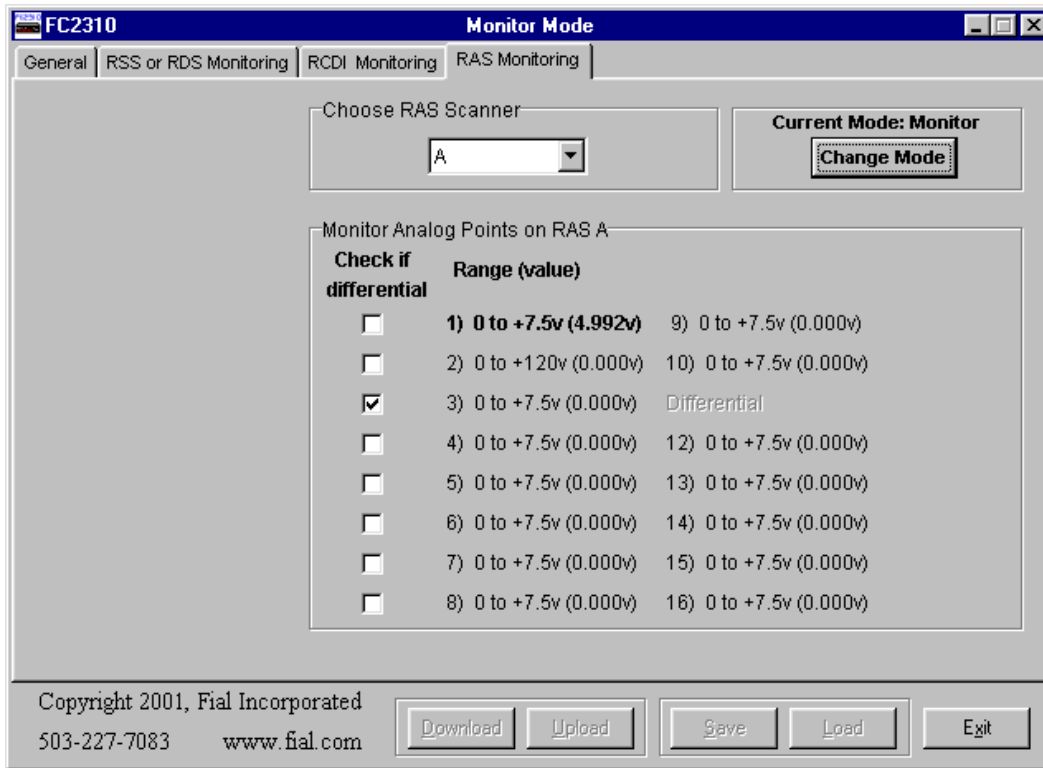 FC2310 Monitor Mode
General RSS or RDS Monitoring RCDI Monitoring RAS Monitoring
Choose RAS Scanner
A
Current Mode: Monitor
Change Mode
Monitor Analog Points on RAS A
Check if
differential
Range (value)
1) 0 to +7.5v (4.992v) 9) 0 to +7.5v (0.000v)
2) 0 to +120v (0.000v) 10) 0 to +7.5v (0.000v)
3) 0 to +7.5v (0.000v) Differential
4) 0 to +7.5v (0.000v) 12) 0 to +7.5v (0.000v)
5) 0 to +7.5v (0.000v) 13) 0 to +7.5v (0.000v)
6) 0 to +7.5v (0.000v) 14) 0 to +7.5v (0.000v)
7) 0 to +7.5v (0.000v) 15) 0 to +7.5v (0.000v)
8) 0 to +7.5v (0.000v) 16) 0 to +7.5v (0.000v)
Copyright 2001, Fial Incorporated
503-227-7083 www.fial.com
Download Upload Save Load Exit